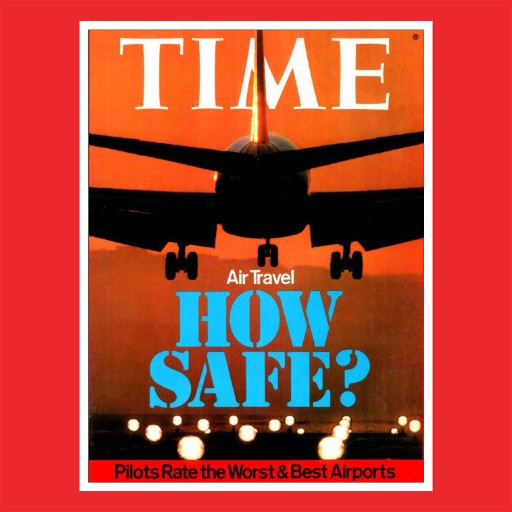 TIME
®
Air Travel
HOW
SAFE?
Pilots Rate the Worst & Best Airports